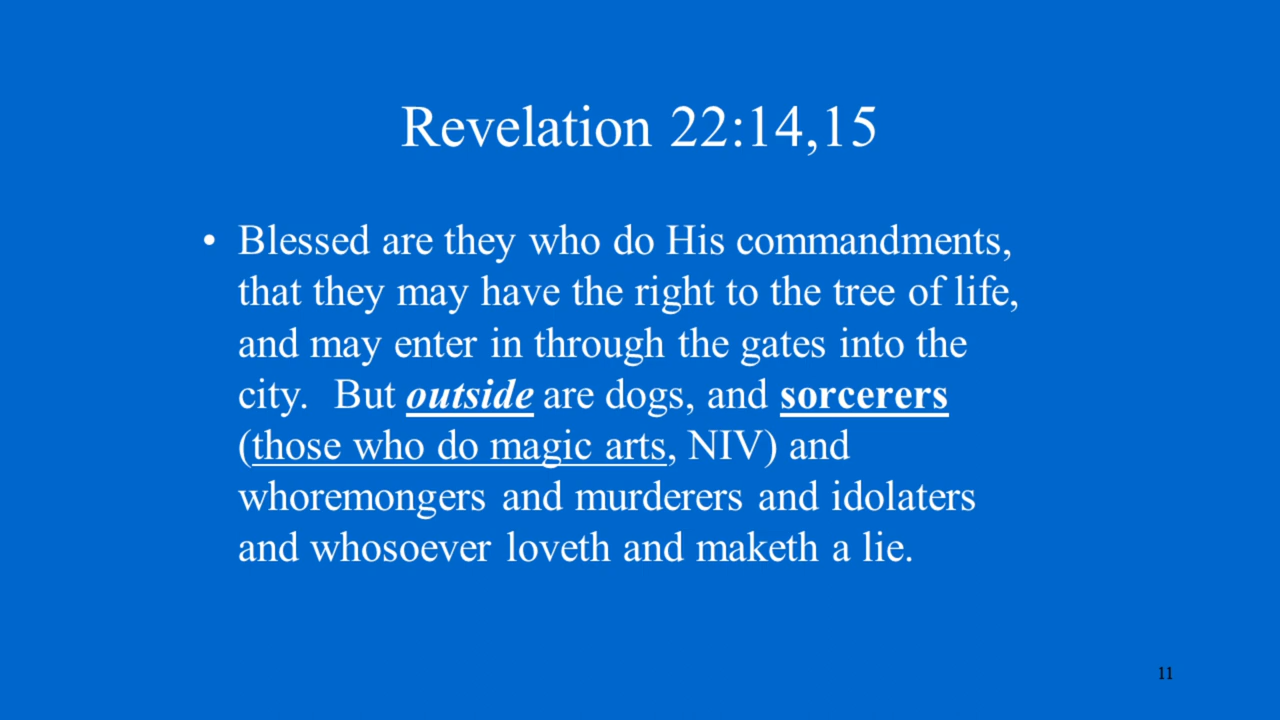 Revelation 22:14,15
• Blessed are they who do His commandments,
that they may have the right to the tree of life,
and may enter in through the gates into the
city.  But outside are dogs, and sorcerers
(those who do magic arts, NIV) and
whoremongers and murderers and idolaters
and whosoever loveth and maketh a lie.
11